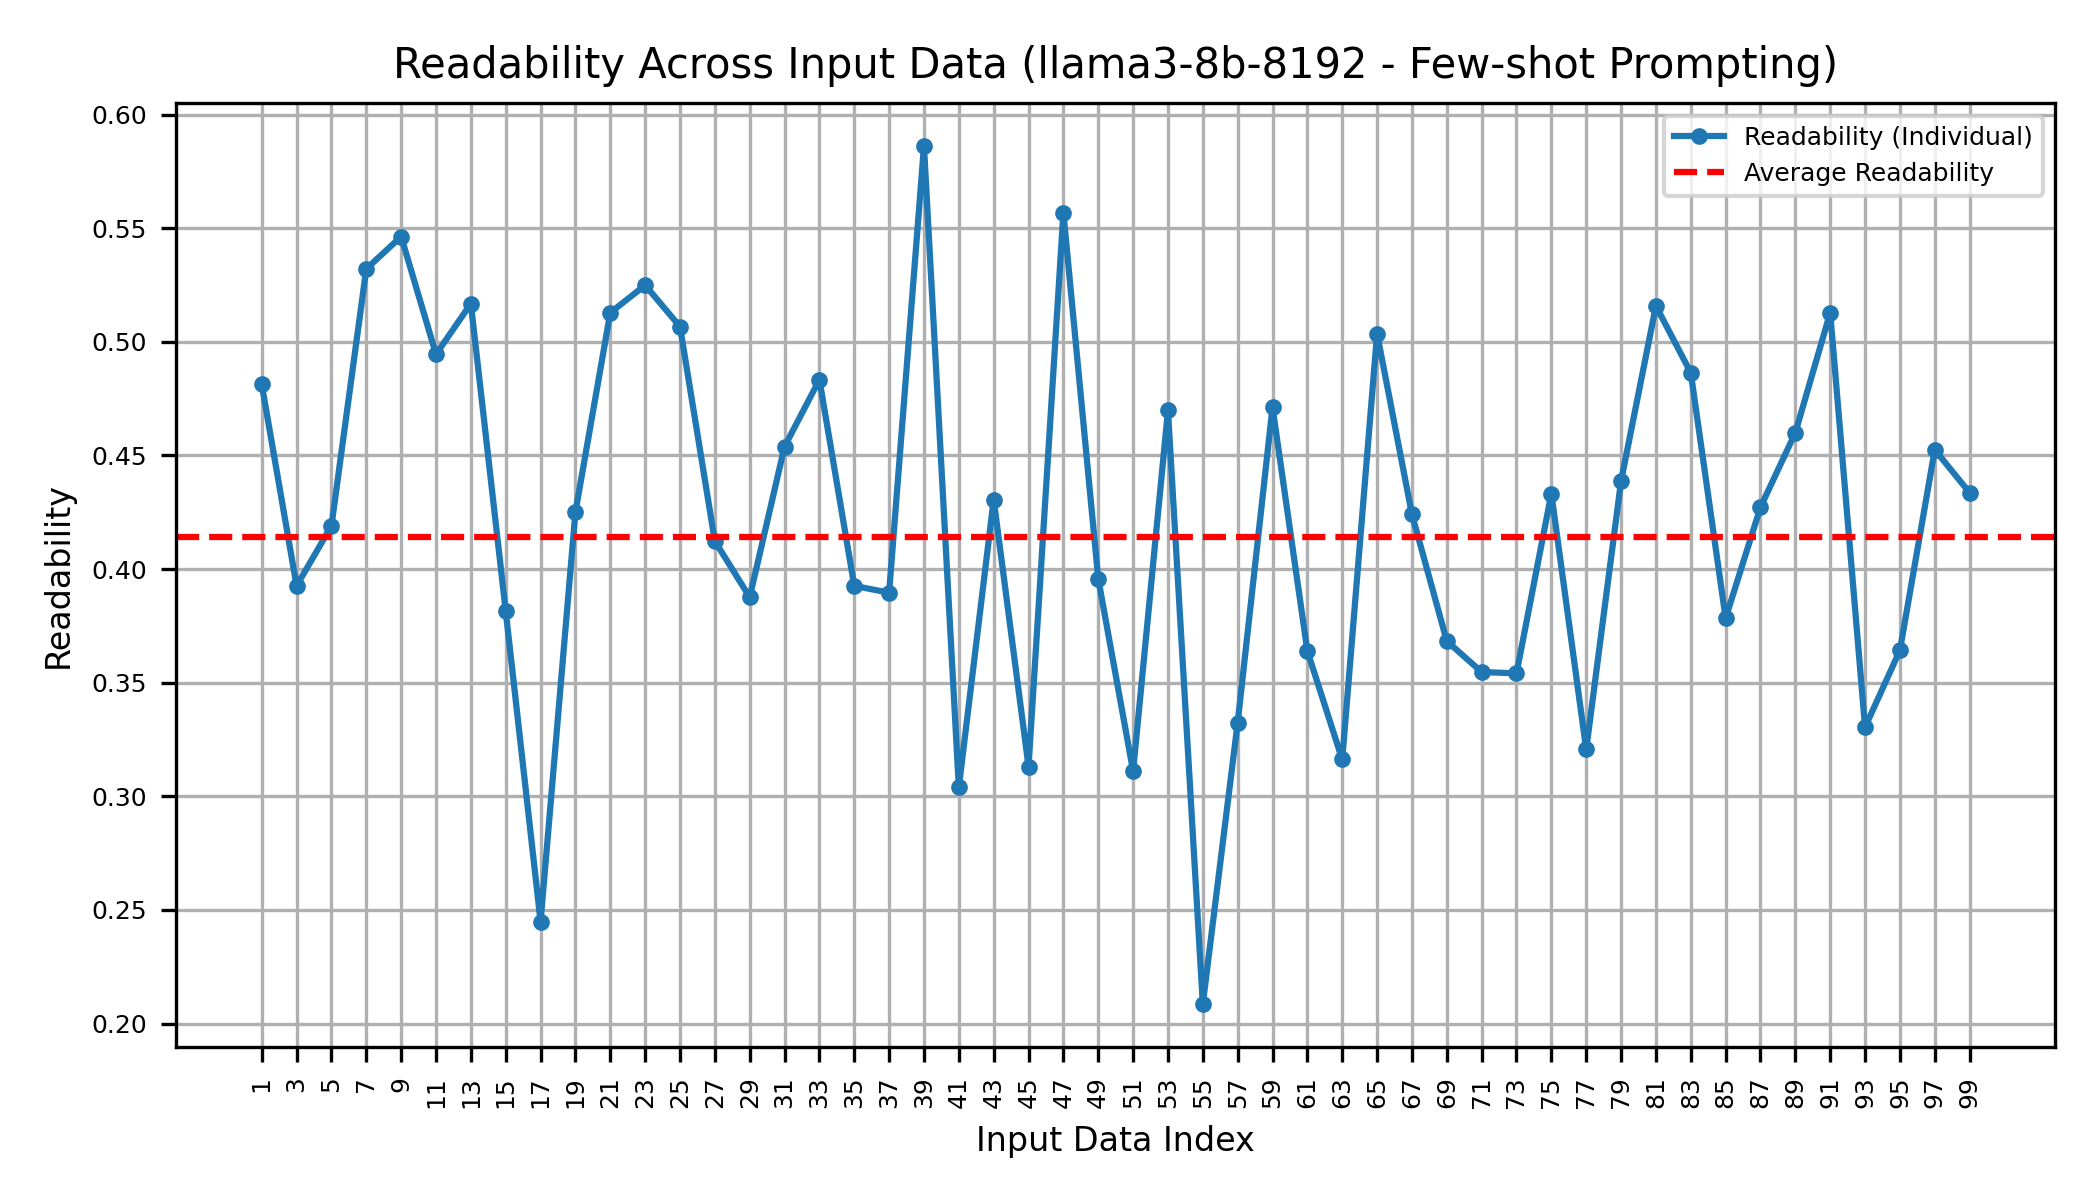 Readability Across Input Data (llama3-8b-8192 - Few-shot Prompting)
Readability (Individual)
Average Readability
Readability
0.60
0.55
0.50
0.45
0.40
0.35
0.30
0.25
0.20
1 3 5 7 9 11 13 15 17 19 21 23 25 27 29 31 33 35 37 39 41 43 45 47 49 51 53 55 57 59 61 63 65 67 69 71 73 75 77 79 81 83 85 87 89 91 93 95 97 99
Input Data Index